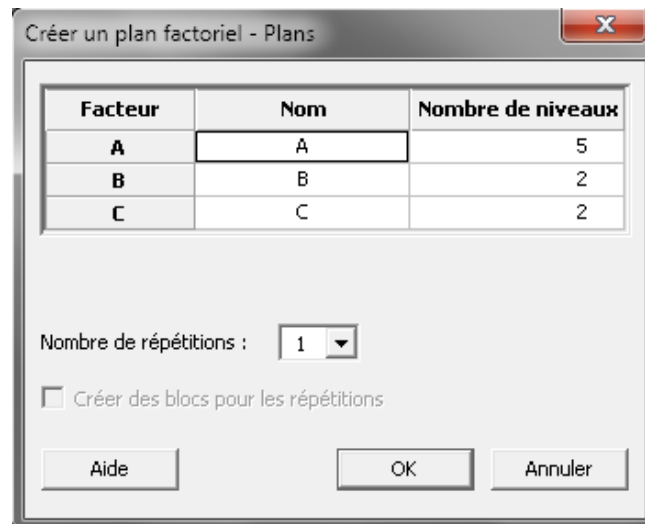 Créer un plan factoriel - Plans
Facteur Nom Nombre de niveaux
A A 5
B B 2
C C 2
Nombre de répétitions : 1
Créer des blocs pour les répétitions
Aide OK Annuler